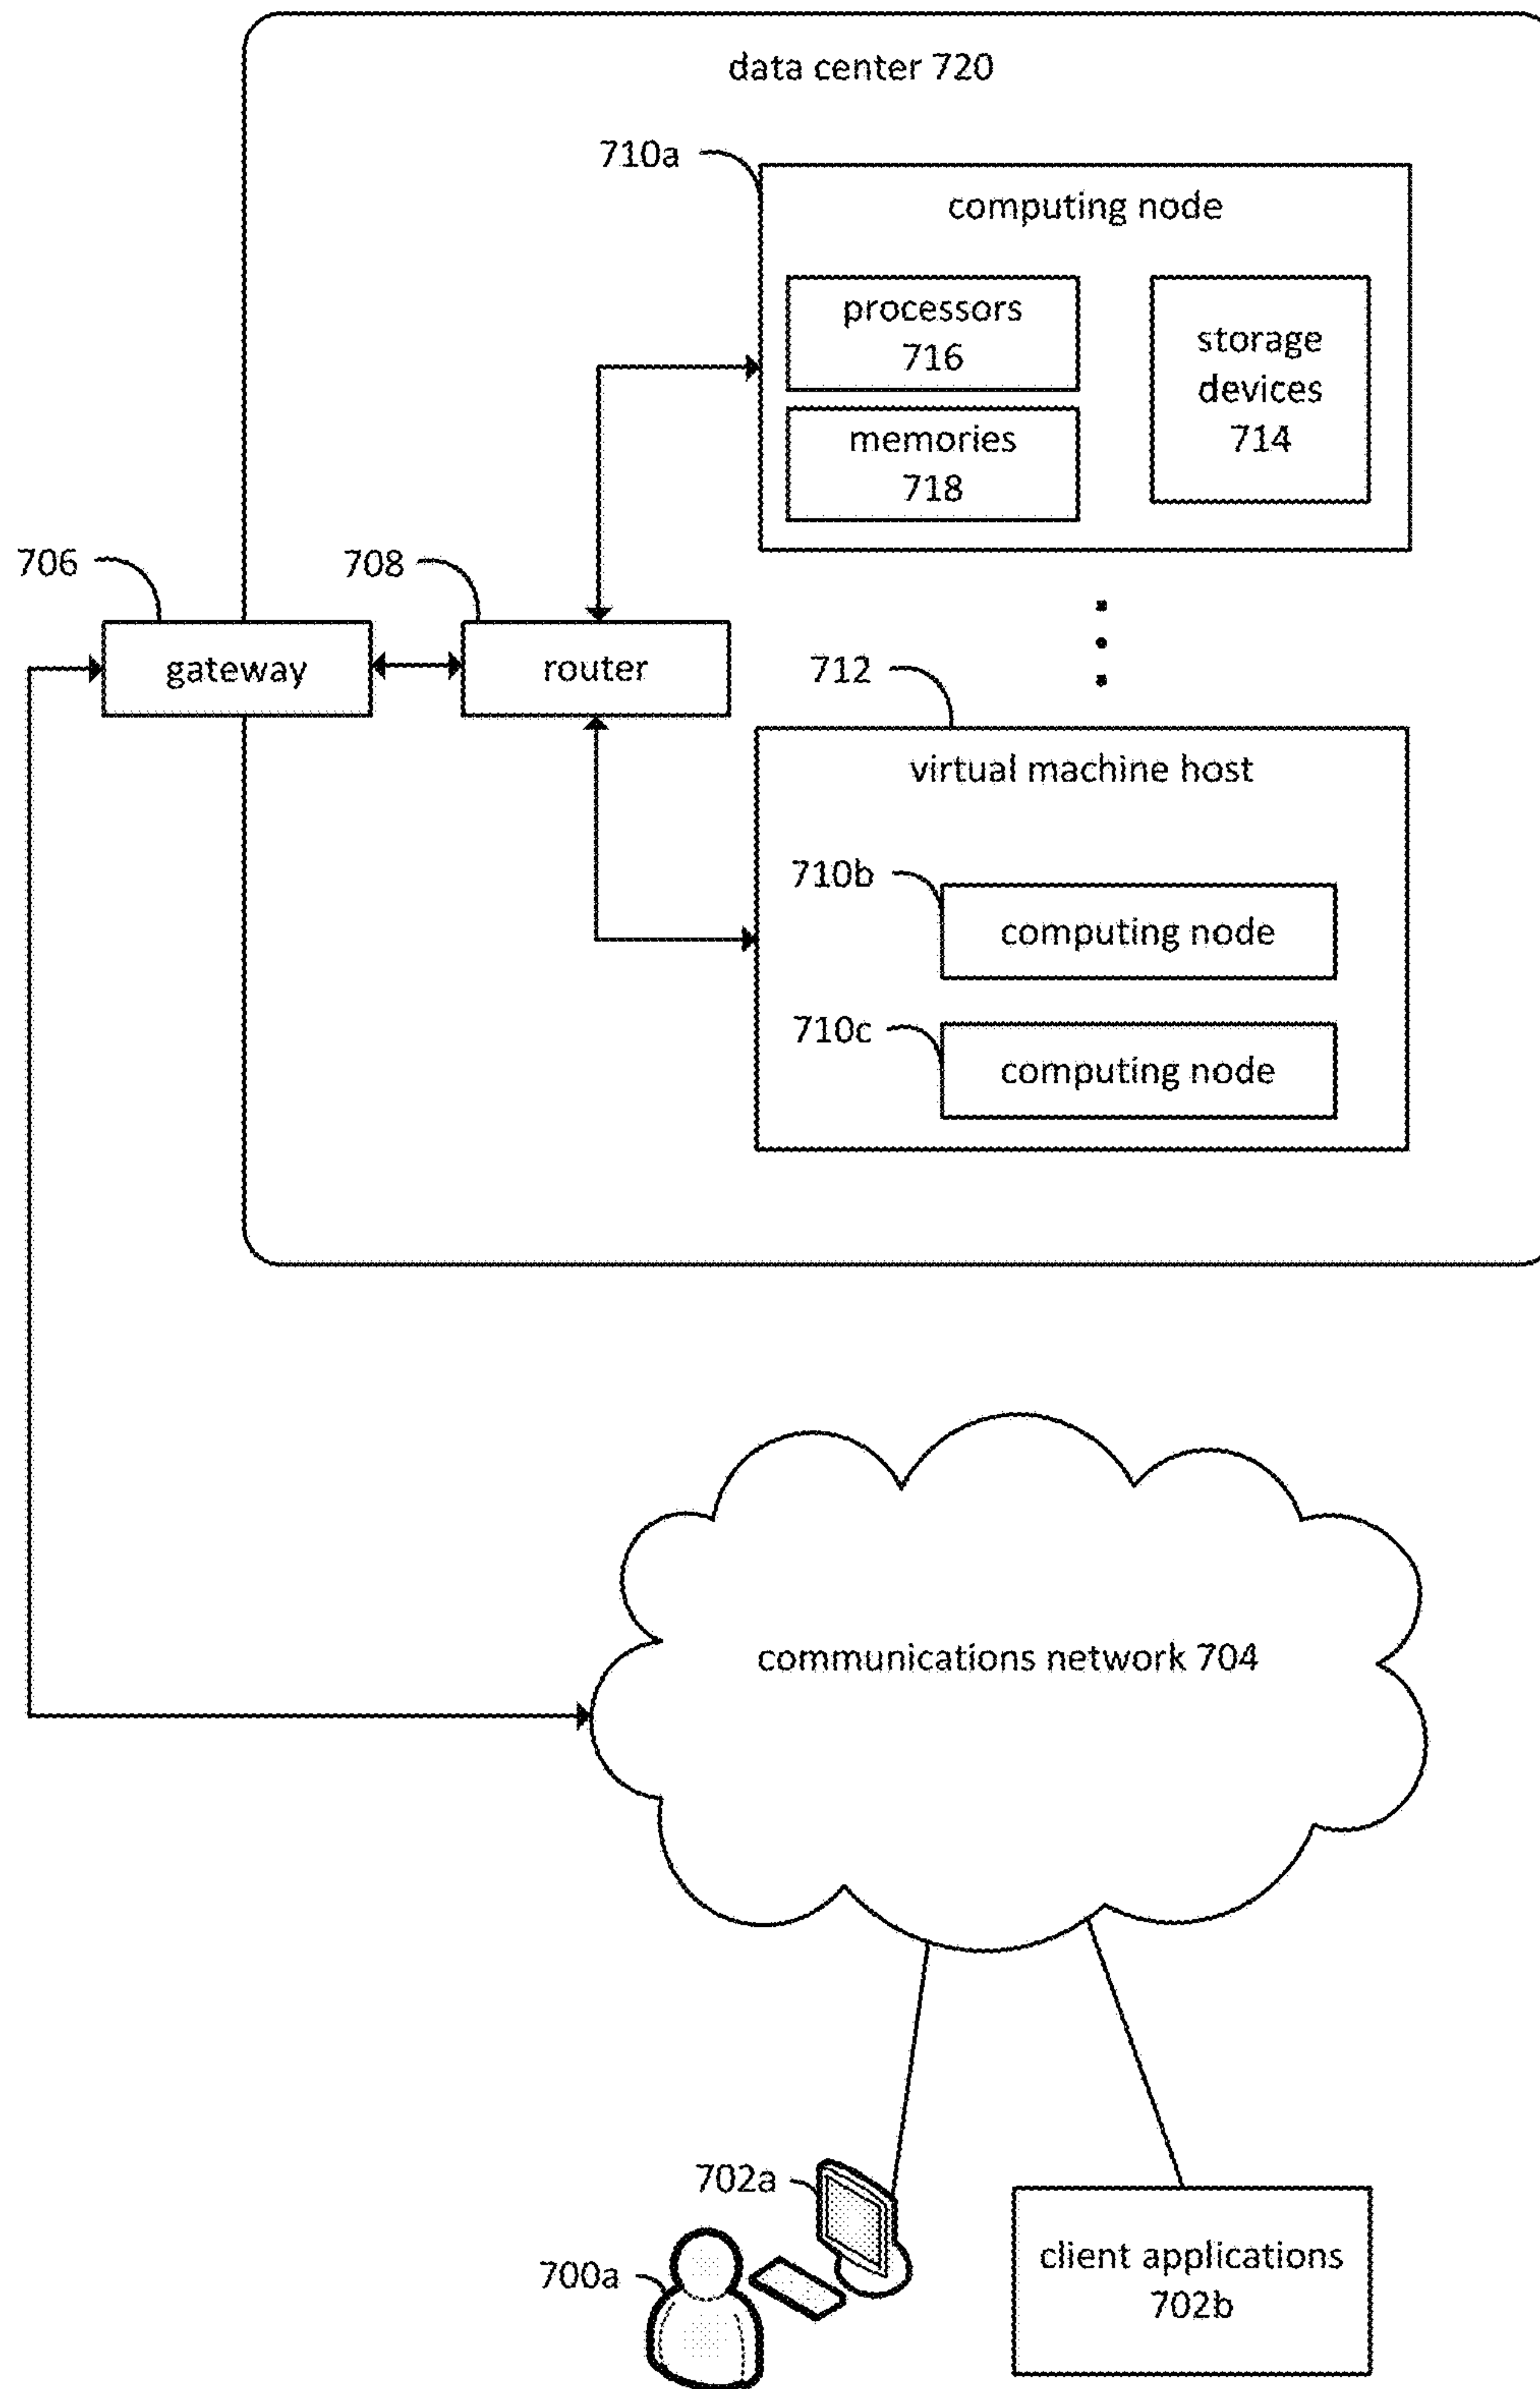 data center 720
710a
computing node
processors
716
storage
devices
714
memories
718
706
708
gateway
router
712
virtual machine host
710b
computing node
710c
computing node
communications network 704
702a
700a
client applications
702b